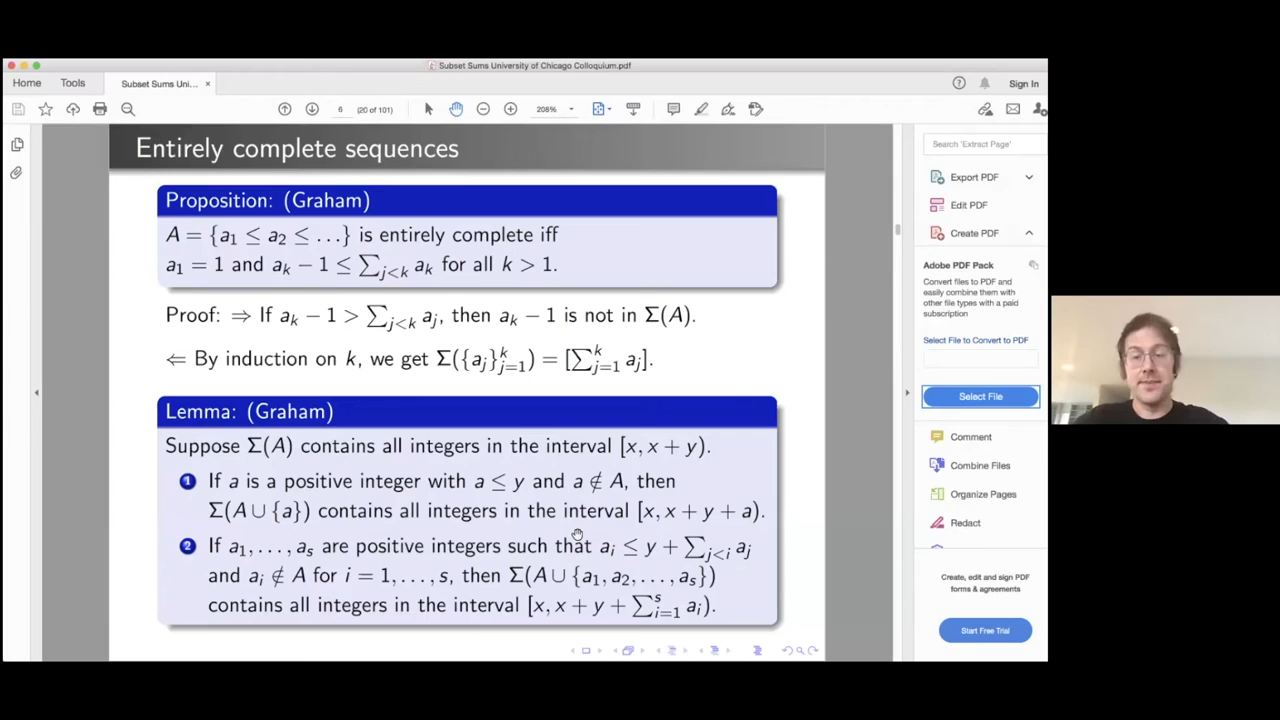 Subset Sums University of Chicago Colloquium.pdf
Home Tools Subset Sums Uni... × Sign In
6 (20 of 101) 208%
Entirely complete sequences
Search 'Extract Page'
Export PDF
Edit PDF
Create PDF
Adobe PDF Pack
Convert files to PDF and
easily combine them with
other file types with a paid
subscription
Select File to Convert to PDF
Select File
Comment
Combine Files
Organize Pages
Redact
Create, edit and sign PDF
forms & agreements
Start Free Trial
Proposition: (Graham)
A = {a₁ ≤ a₂ ≤ ...} is entirely complete iff
a₁ = 1 and aₖ − 1 ≤ ∑_{j<k} aₖ for all k > 1.
Proof: ⇒ If aₖ − 1 > ∑_{j<k} aⱼ, then aₖ − 1 is not in Σ(A).
⇐ By induction on k, we get Σ({aⱼ}_{j=1}^k) = [∑_{j=1}^k aⱼ].
Lemma: (Graham)
Suppose Σ(A) contains all integers in the interval [x, x + y).
1 If a is a positive integer with a ≤ y and a ∉ A, then
Σ(A ∪ {a}) contains all integers in the interval [x, x + y + a).
2 If a₁, ..., aₛ are positive integers such that aᵢ ≤ y + ∑_{j<i} aⱼ
and aᵢ ∉ A for i = 1, ..., s, then Σ(A ∪ {a₁, a₂, ..., aₛ})
contains all integers in the interval [x, x + y + ∑_{i=1}^s aᵢ).